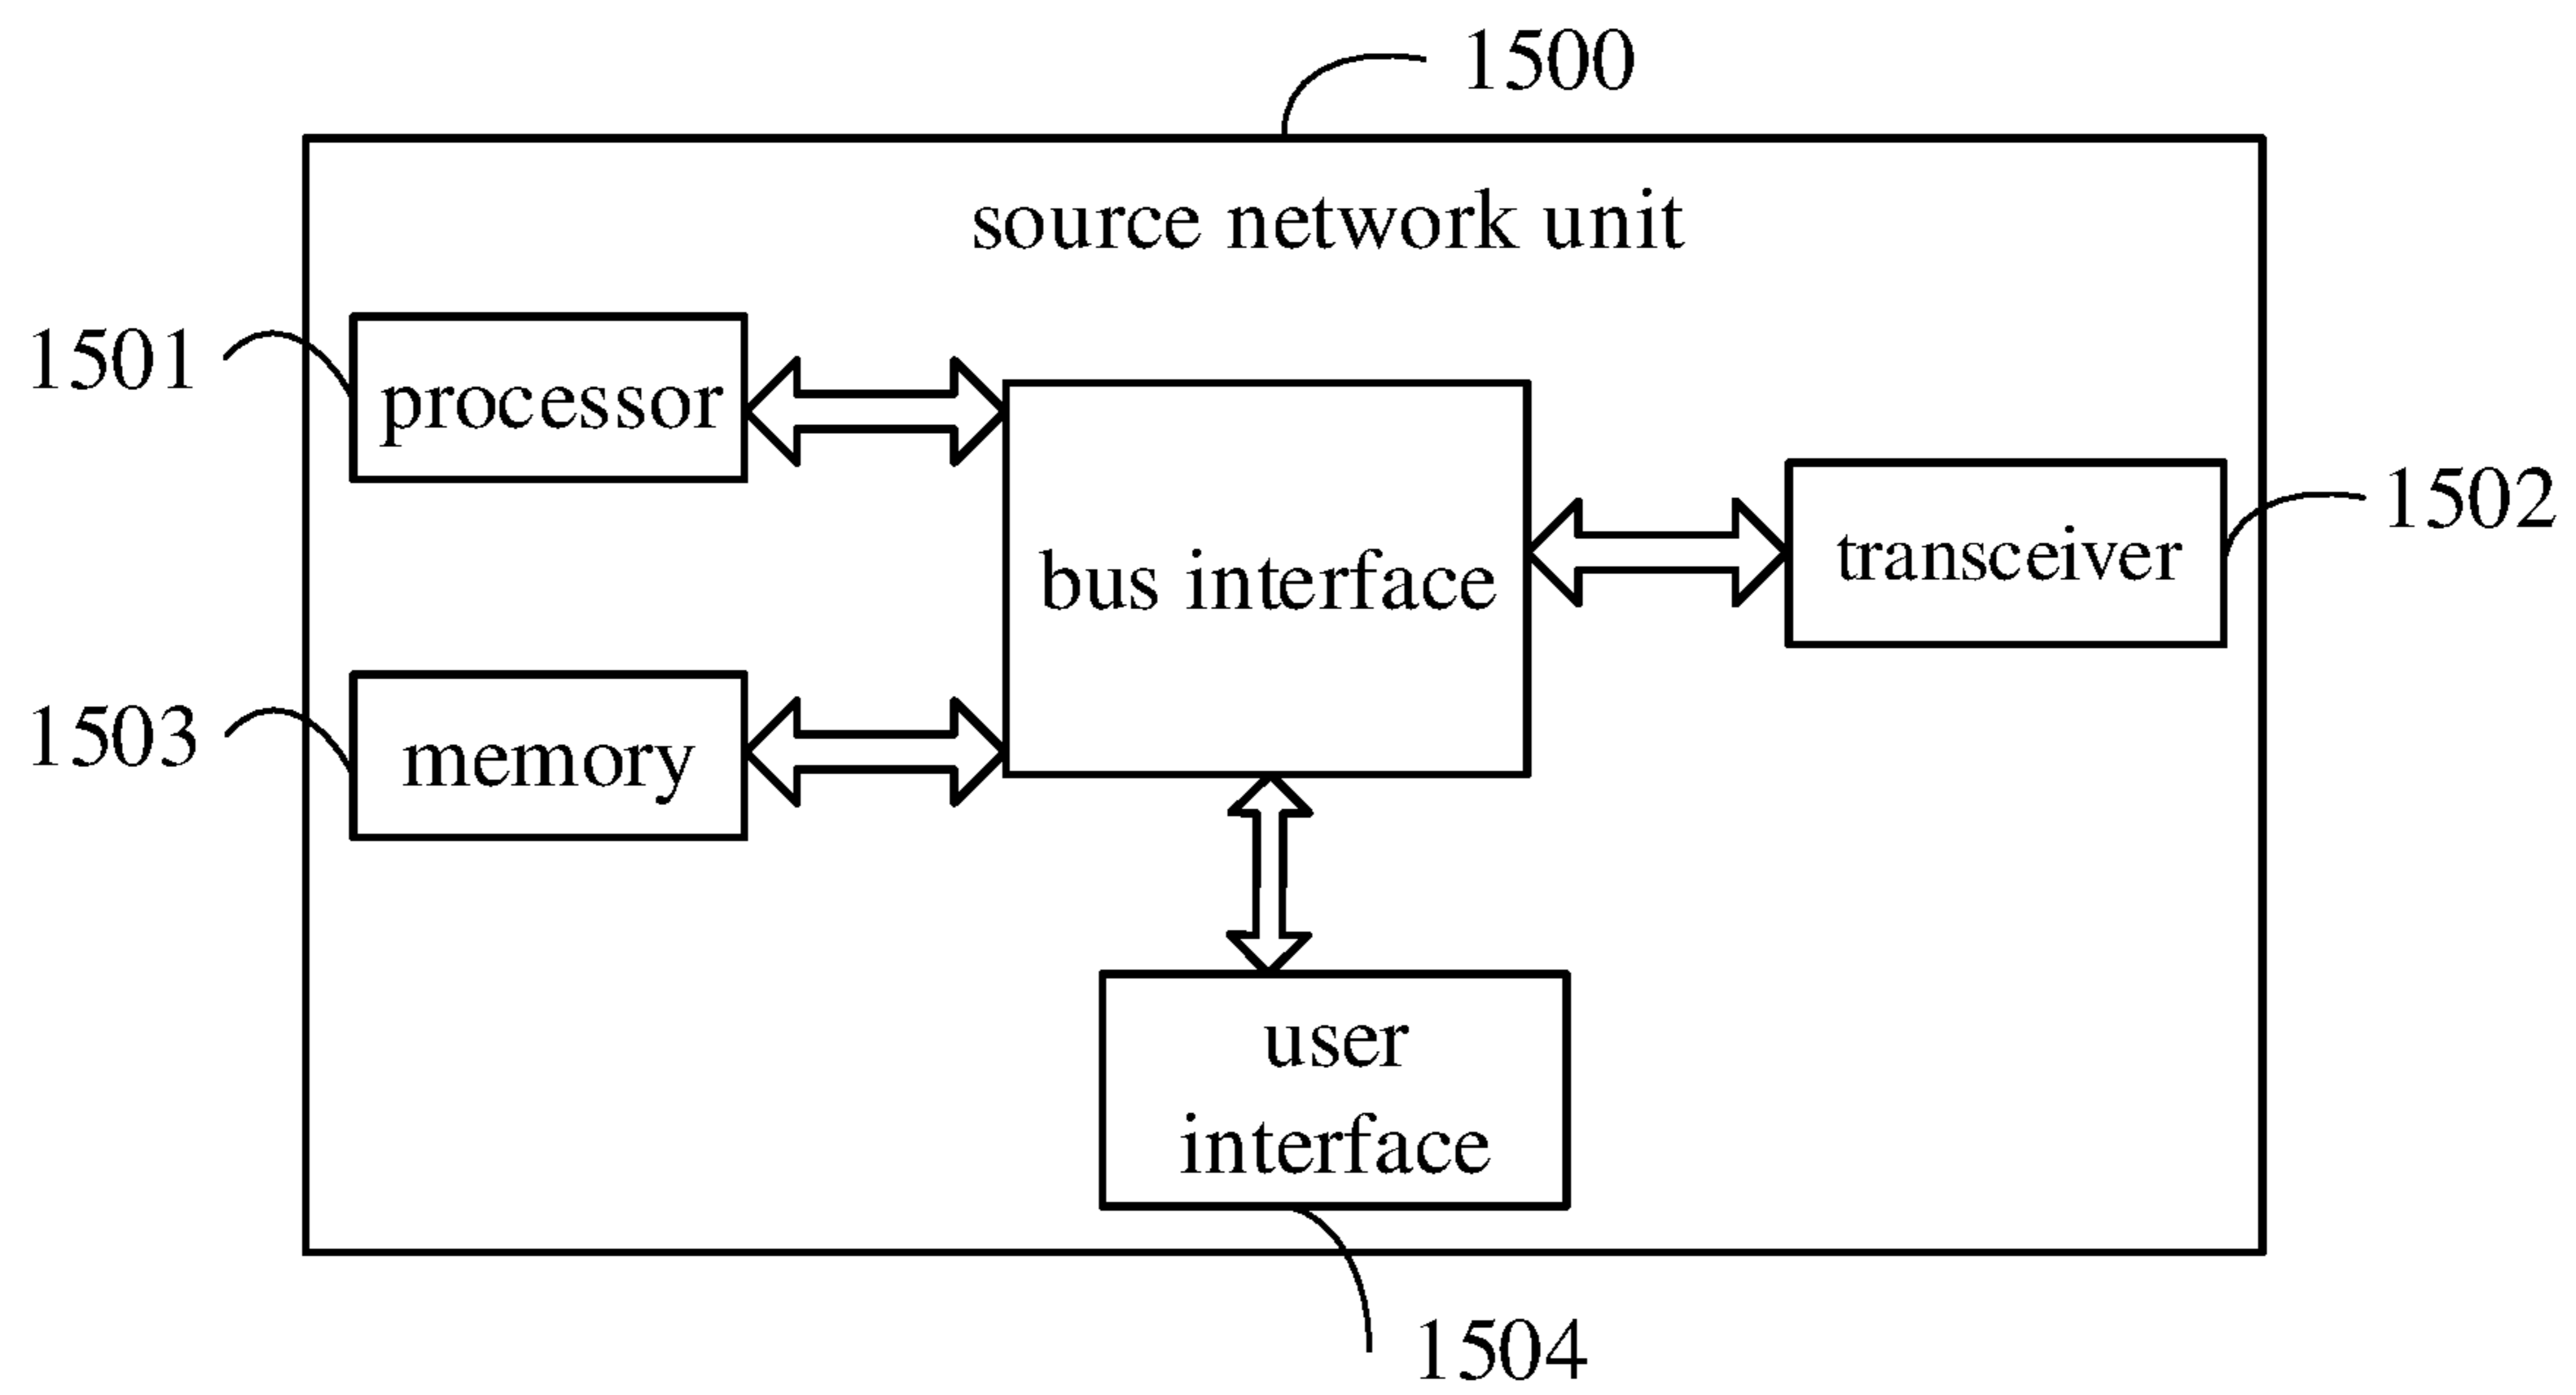 1500
source network unit
1501
processor
bus interface
transceiver
1502
1503
memory
user
interface
1504